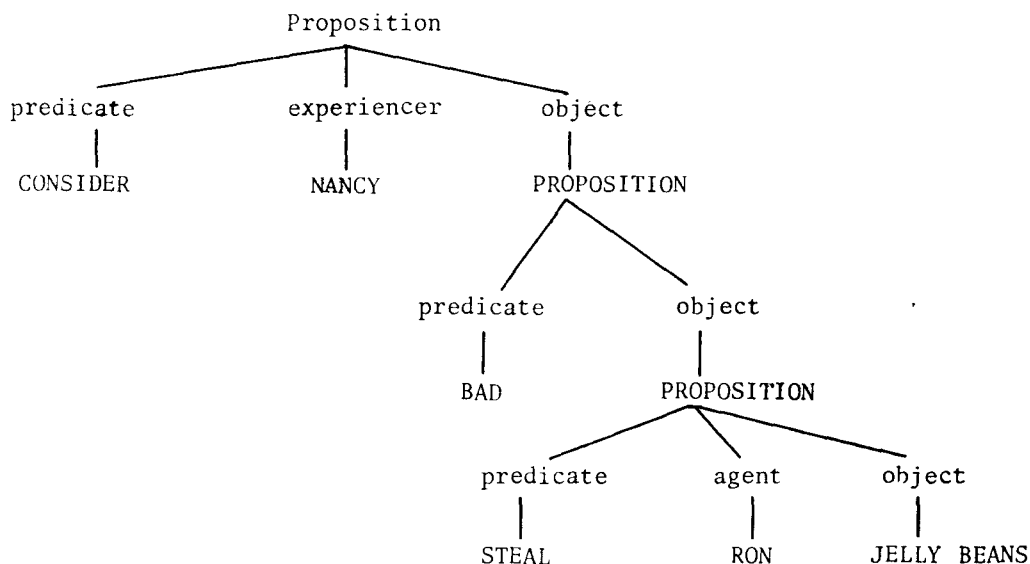 Proposition
predicate experiencer object
CONSIDER NANCY PROPOSITION
predicate object
BAD PROPOSITION
predicate agent object
STEAL RON JELLY BEANS